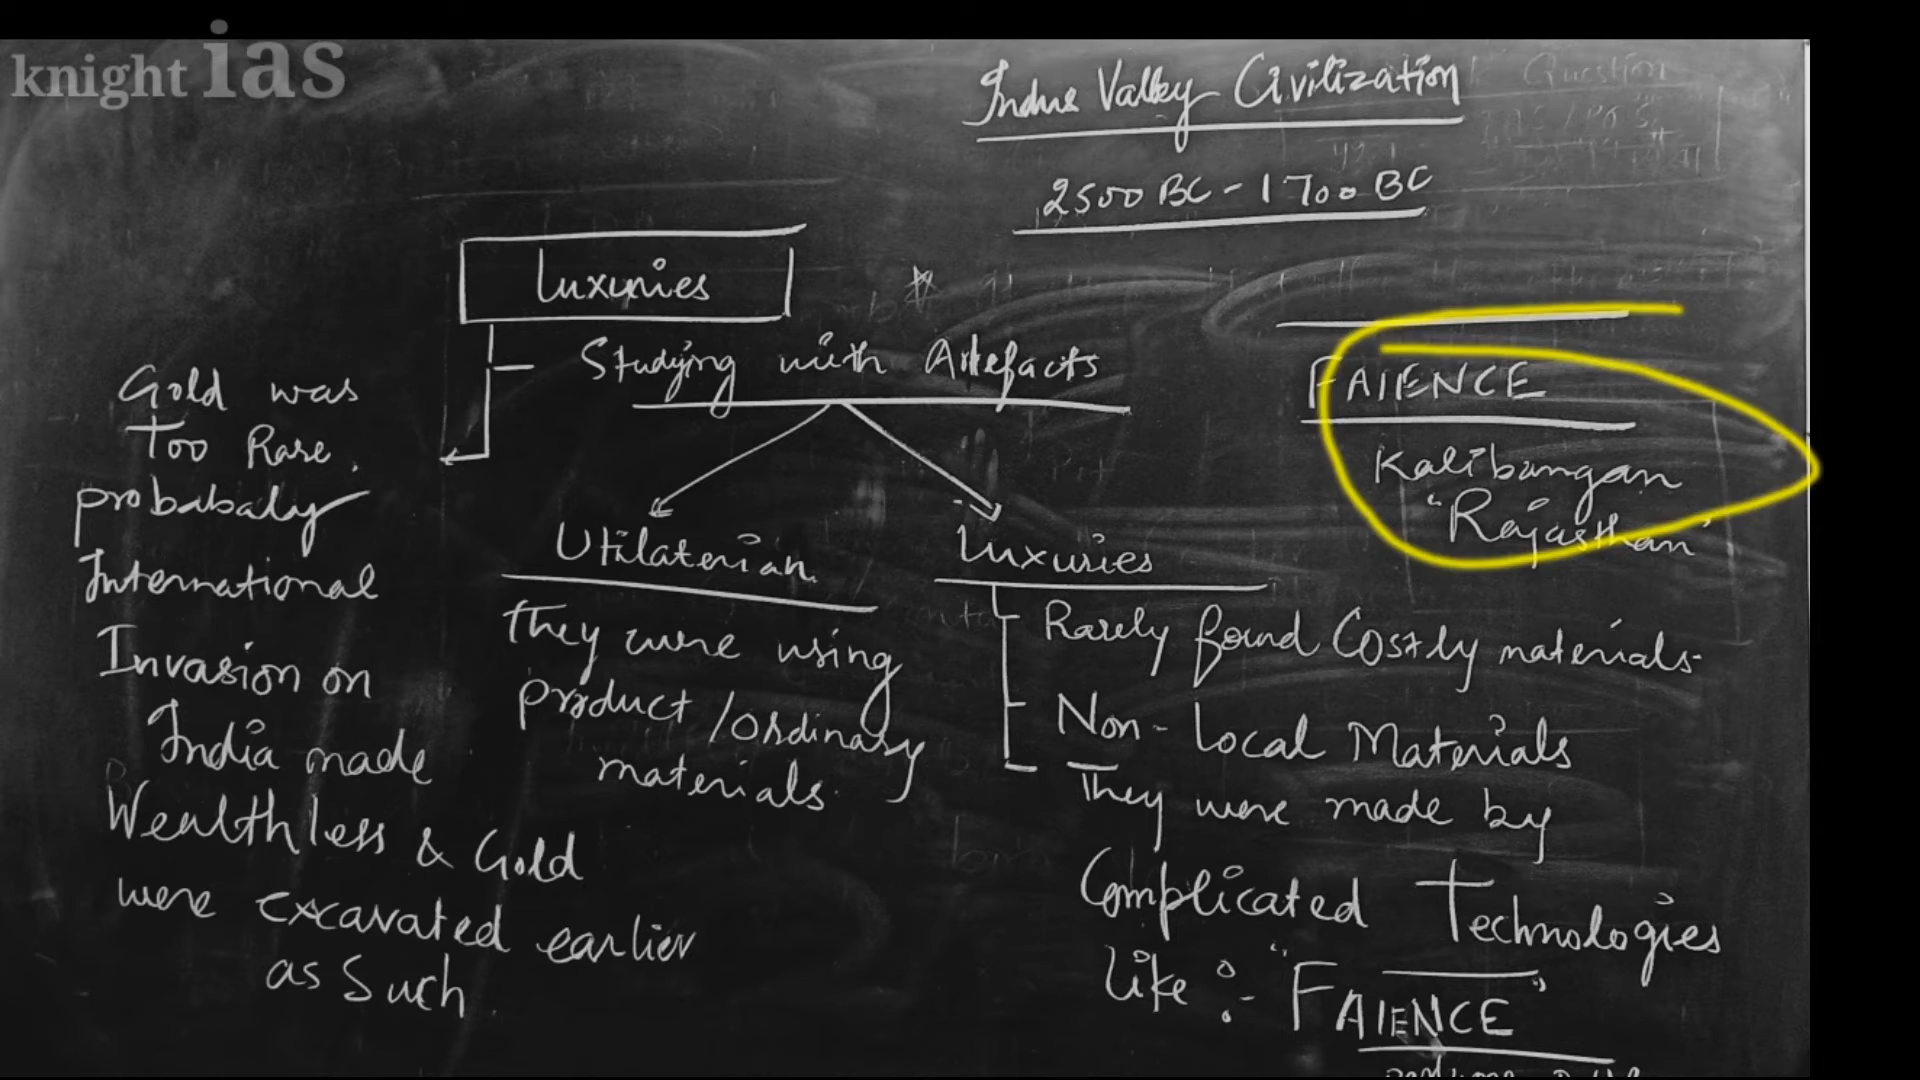 knight ias
Indus Valley Civilization
2500 BC - 1700 BC
Luxuries
Studying with Artefacts
FAIENCE
Kalibangan
"Rajasthan"
Gold was
Too Rare.
probabaly
International
Invasion on
India made
Wealthless & Gold
were excavated earlier
as Such.
Utilaterian
They were using
product / Ordinary
materials.
Luxuries
Rarely found Costly materials
Non-Local Materials
They were made by
Complicated Technologies
like :- "FAIENCE"